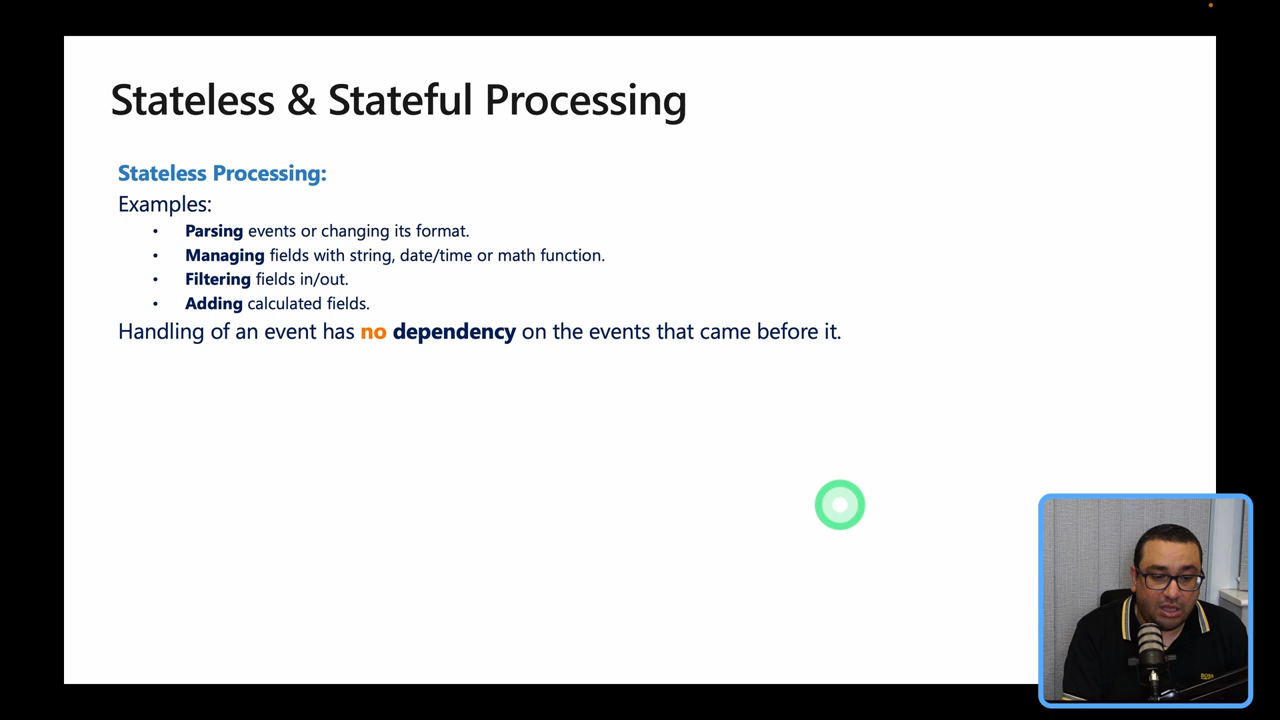 Stateless & Stateful Processing
Stateless Processing:
Examples:
• Parsing events or changing its format.
• Managing fields with string, date/time or math function.
• Filtering fields in/out.
• Adding calculated fields.
Handling of an event has no dependency on the events that came before it.
BOSS